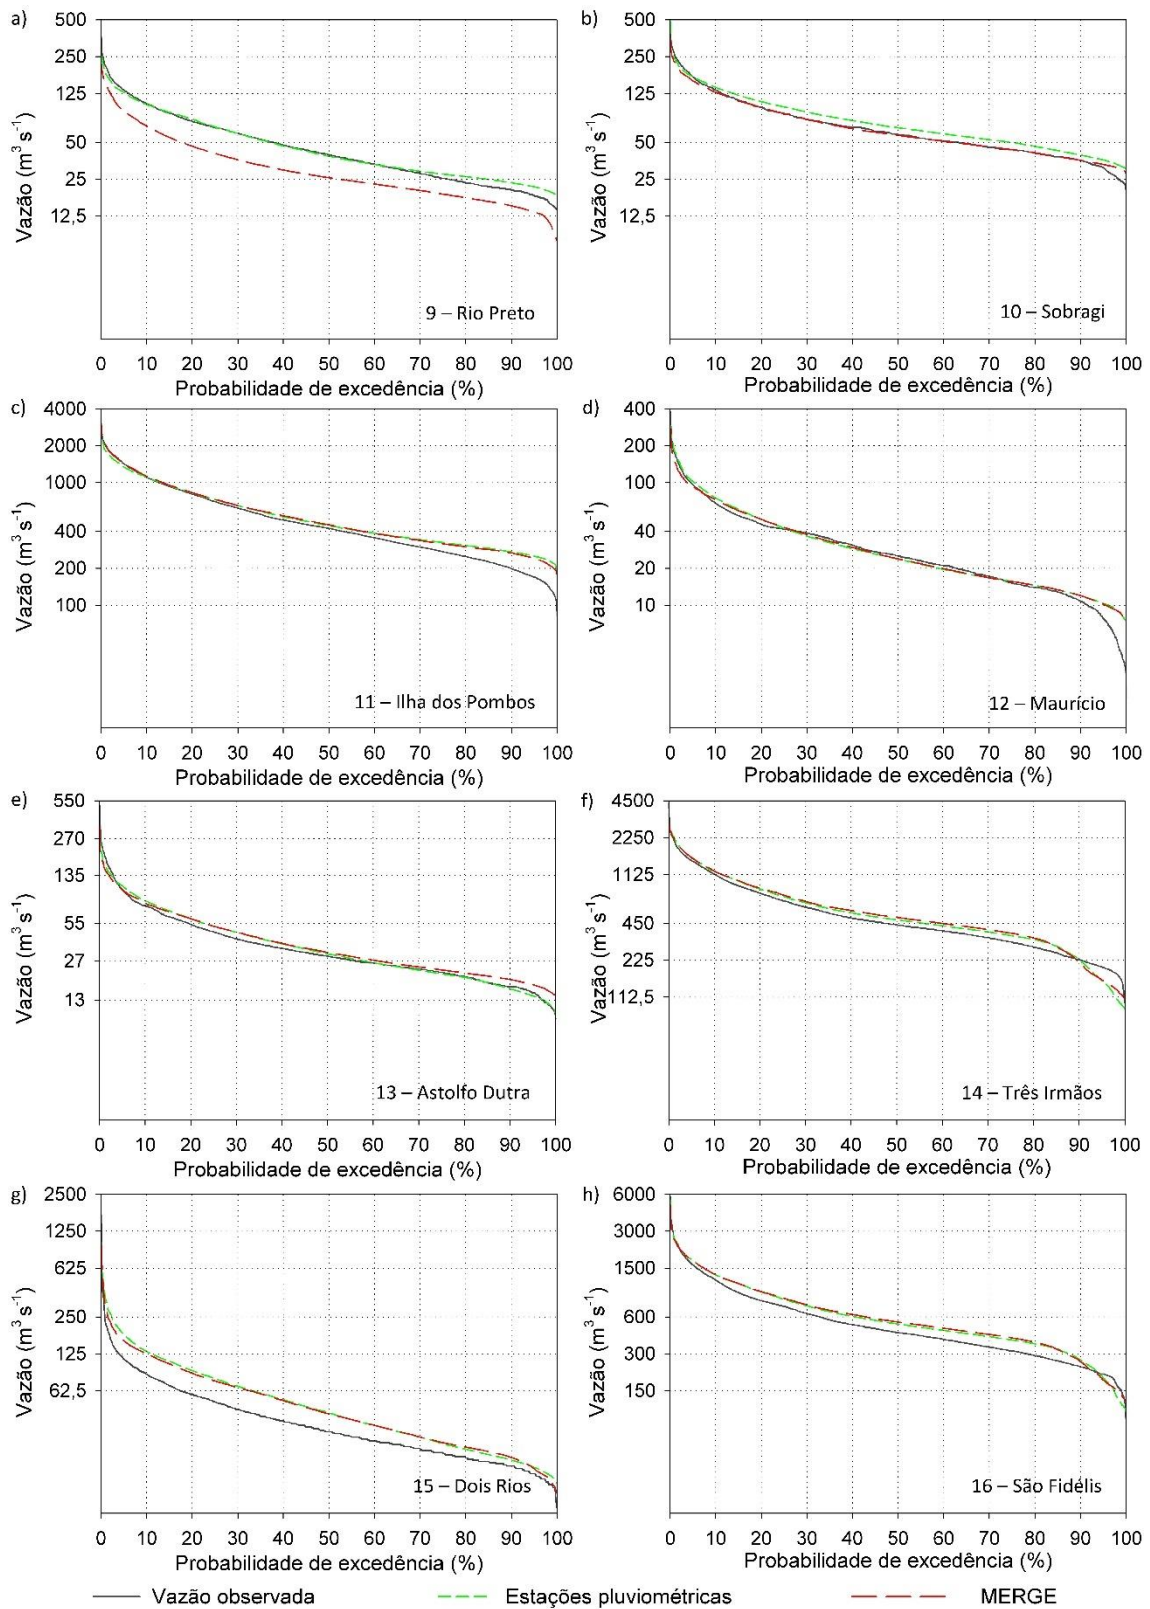 a)
500
250
125
50
25
12,5
Vazão (m³ s⁻¹)
9 – Rio Preto
0 10 20 30 40 50 60 70 80 90 100
Probabilidade de excedência (%)
b)
500
250
125
50
25
12,5
Vazão (m³ s⁻¹)
10 – Sobragi
0 10 20 30 40 50 60 70 80 90 100
Probabilidade de excedência (%)
c)
4000
2000
1000
400
200
100
Vazão (m³ s⁻¹)
11 – Ilha dos Pombos
0 10 20 30 40 50 60 70 80 90 100
Probabilidade de excedência (%)
d)
400
200
100
40
20
10
Vazão (m³ s⁻¹)
12 – Maurício
0 10 20 30 40 50 60 70 80 90 100
Probabilidade de excedência (%)
e)
550
270
135
55
27
13
Vazão (m³ s⁻¹)
13 – Astolfo Dutra
0 10 20 30 40 50 60 70 80 90 100
Probabilidade de excedência (%)
f)
4500
2250
1125
450
225
112,5
Vazão (m³ s⁻¹)
14 – Três Irmãos
0 10 20 30 40 50 60 70 80 90 100
Probabilidade de excedência (%)
g)
2500
1250
625
250
125
62,5
Vazão (m³ s⁻¹)
15 – Dois Rios
0 10 20 30 40 50 60 70 80 90 100
Probabilidade de excedência (%)
h)
6000
3000
1500
600
300
150
Vazão (m³ s⁻¹)
16 – São Fidélis
0 10 20 30 40 50 60 70 80 90 100
Probabilidade de excedência (%)
Vazão observada
Estações pluviométricas
MERGE